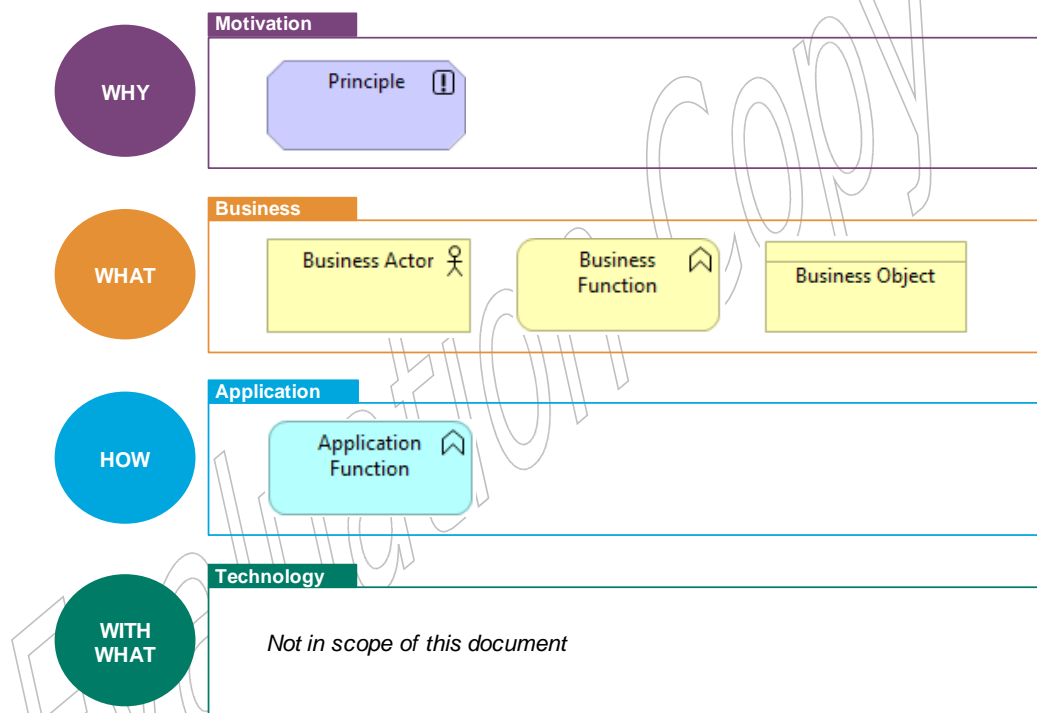 Motivation
WHY
Principle
Business
WHAT
Business Actor
Business
Function
Business Object
Application
HOW
Application
Function
Technology
WITH
WHAT
Not in scope of this document
Evaluation Copy